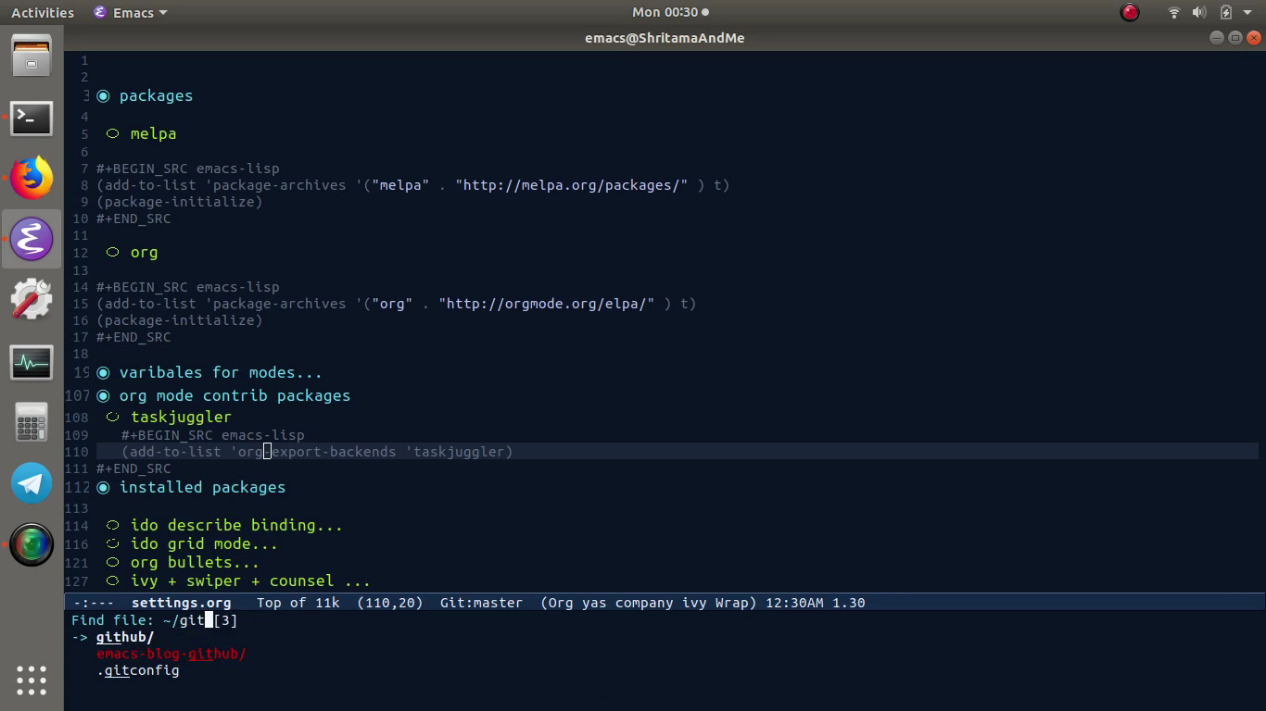 Activities Emacs Mon 00:30
emacs@ShritamaAndMe
1
2
3 packages
4
5 melpa
6
7 #+BEGIN_SRC emacs-lisp
8 (add-to-list 'package-archives '("melpa" . "http://melpa.org/packages/" ) t)
9 (package-initialize)
10 #+END_SRC
11
12 org
13
14 #+BEGIN_SRC emacs-lisp
15 (add-to-list 'package-archives '("org" . "http://orgmode.org/elpa/" ) t)
16 (package-initialize)
17 #+END_SRC
18
19 varibales for modes...
107 org mode contrib packages
108 taskjuggler
109 #+BEGIN_SRC emacs-lisp
110 (add-to-list 'org-export-backends 'taskjuggler)
111 #+END_SRC
112 installed packages
113
114 ido describe binding...
116 ido grid mode...
121 org bullets...
127 ivy + swiper + counsel ...
-:--- settings.org Top of 11k (110,20) Git:master (Org yas company ivy Wrap) 12:30AM 1.30
Find file: ~/git [3]
-> github/
emacs-blog-github/
.gitconfig